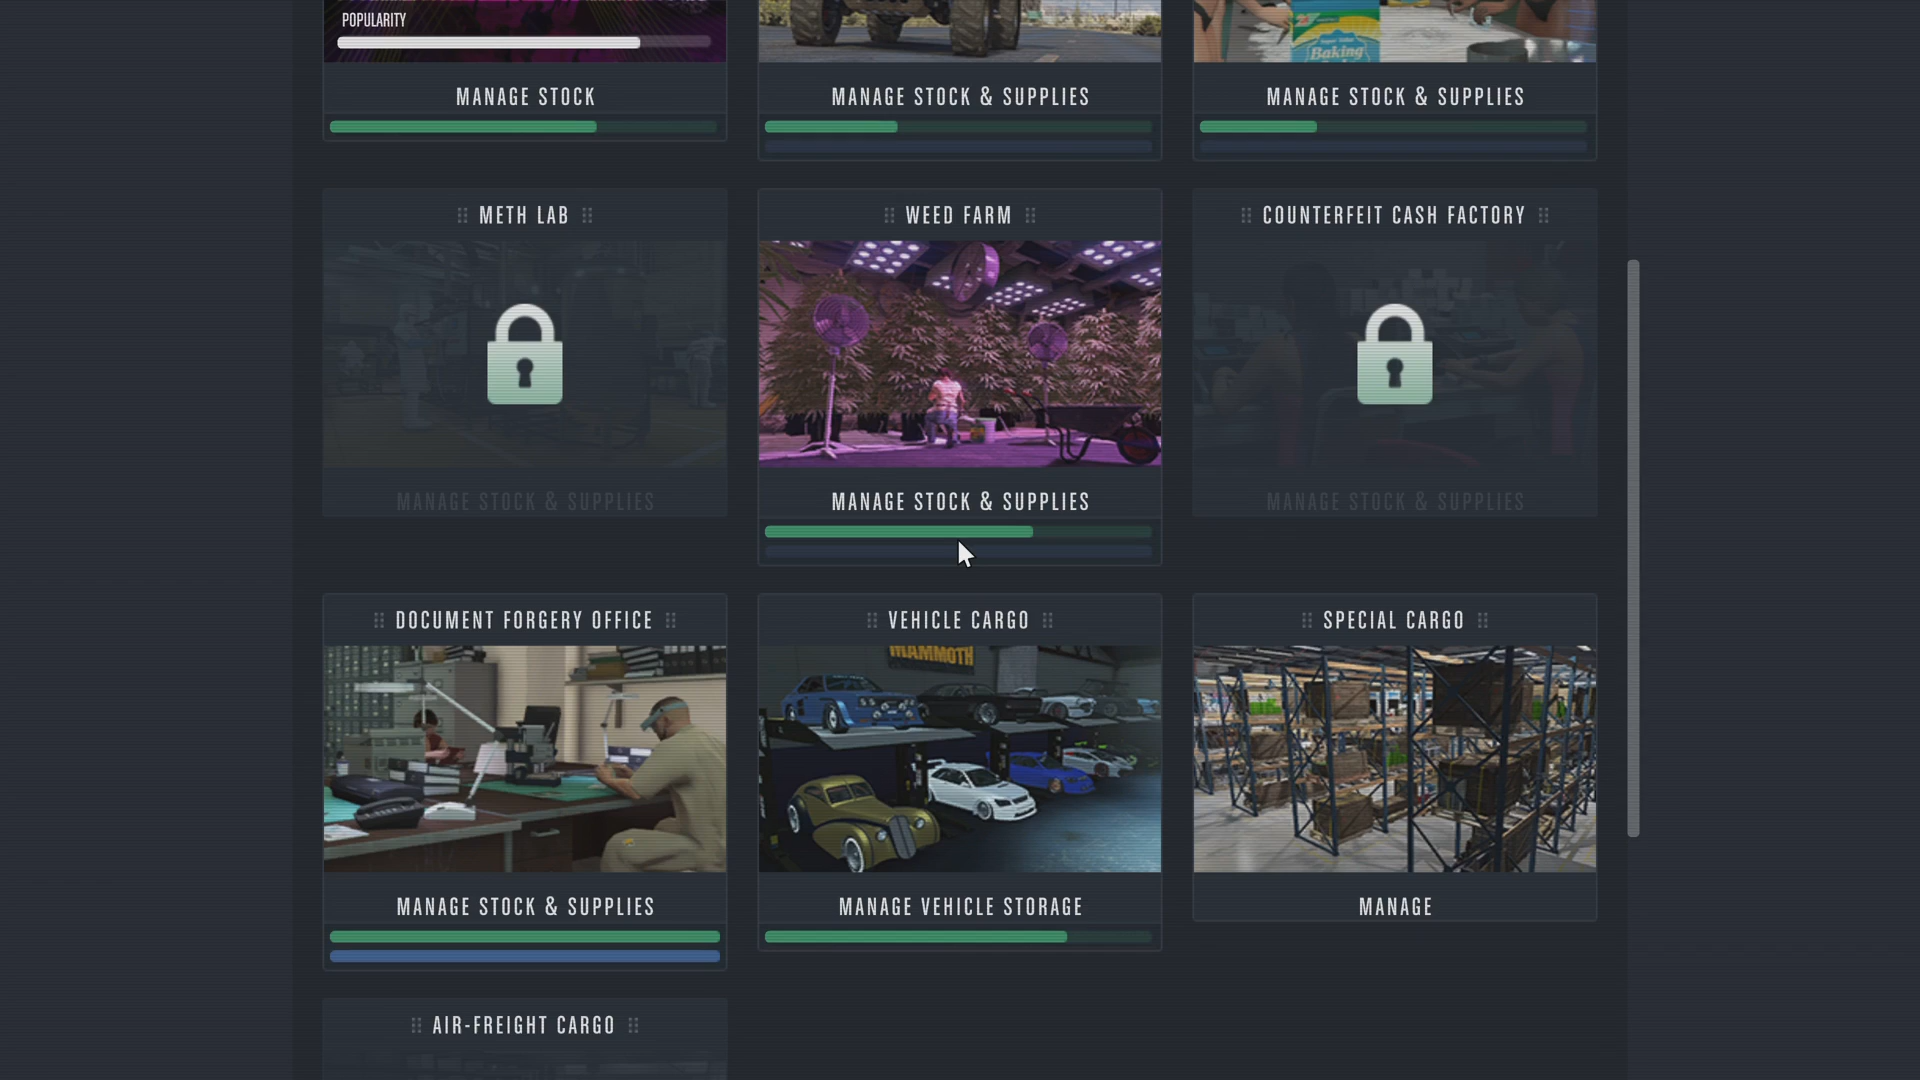 POPULARITY
Baking
MANAGE STOCK
MANAGE STOCK & SUPPLIES
MANAGE STOCK & SUPPLIES
METH LAB
WEED FARM
COUNTERFEIT CASH FACTORY
MANAGE STOCK & SUPPLIES
MANAGE STOCK & SUPPLIES
MANAGE STOCK & SUPPLIES
DOCUMENT FORGERY OFFICE
VEHICLE CARGO
SPECIAL CARGO
MAMMOTH
MANAGE STOCK & SUPPLIES
MANAGE VEHICLE STORAGE
MANAGE
AIR-FREIGHT CARGO